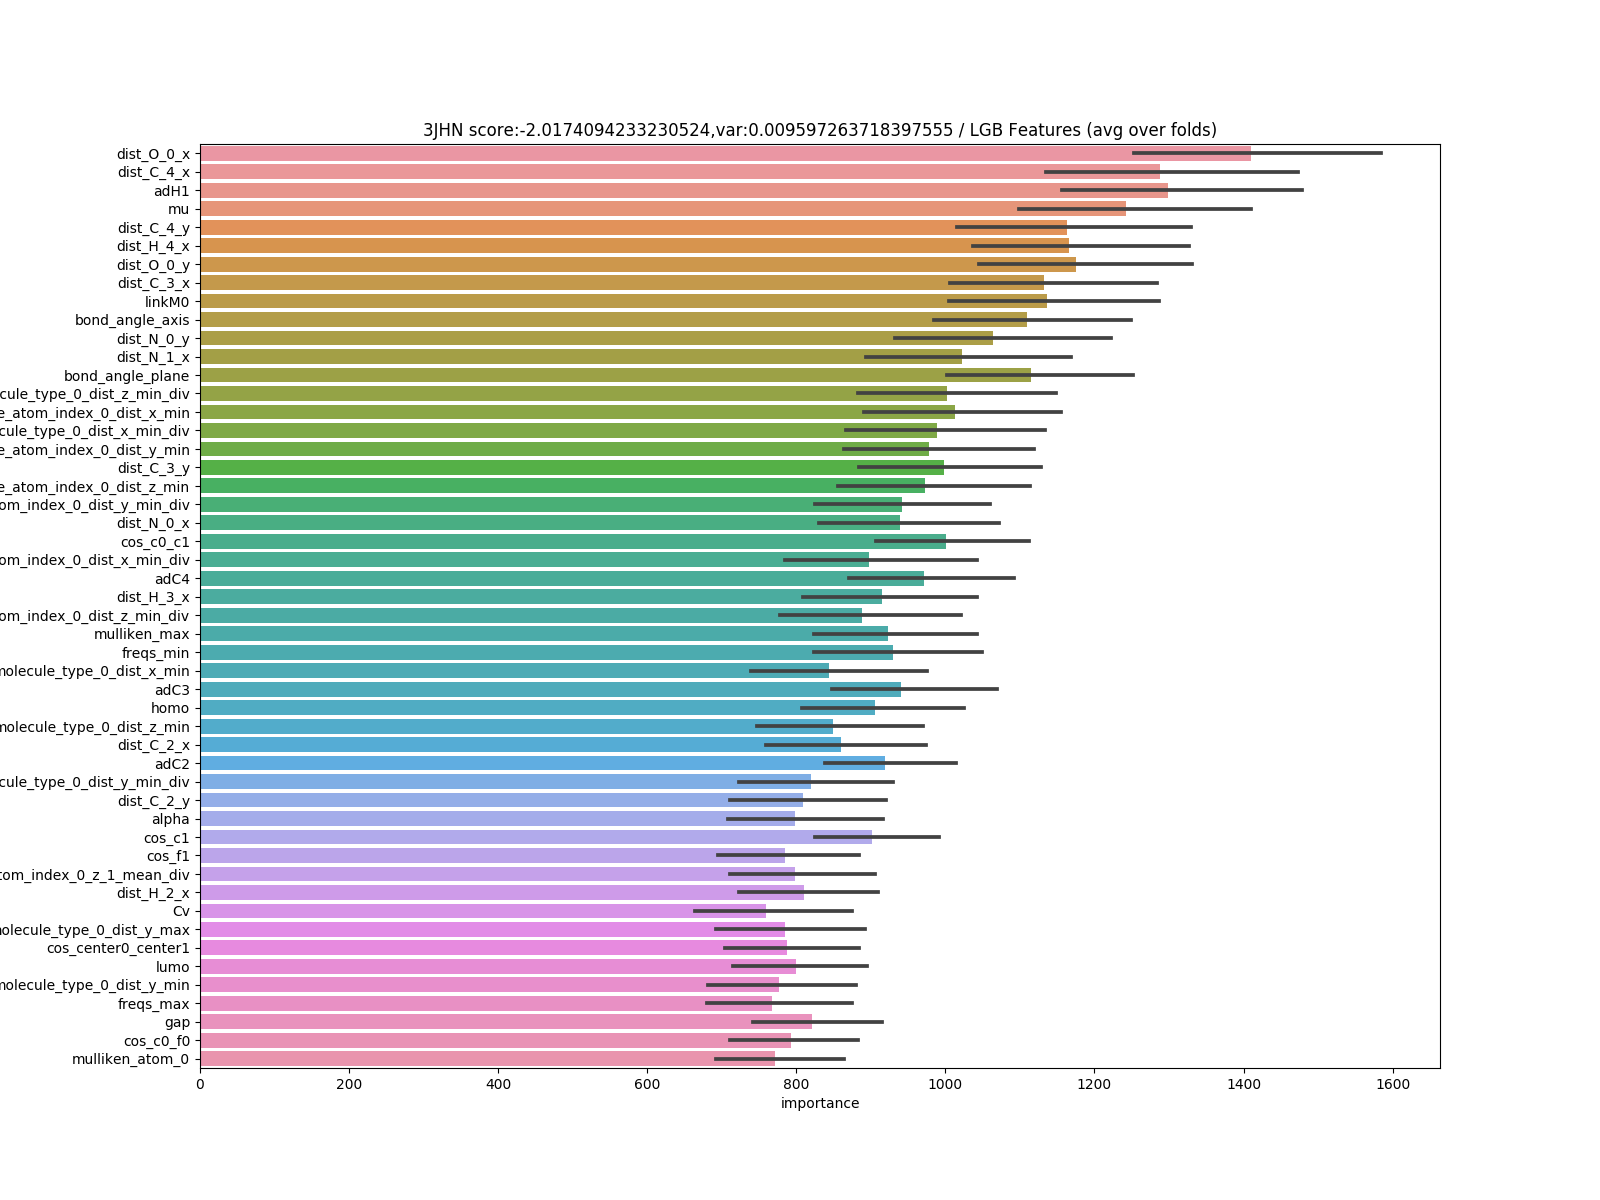 3JHN score:-2.0174094233230524,var:0.009597263718397555 / LGB Features (avg over folds)
dist_O_0_x
dist_C_4_x
adH1
mu
dist_C_4_y
dist_H_4_x
dist_O_0_y
dist_C_3_x
linkM0
bond_angle_axis
dist_N_0_y
dist_N_1_x
bond_angle_plane
cule_type_0_dist_z_min_div
e_atom_index_0_dist_x_min
cule_type_0_dist_x_min_div
e_atom_index_0_dist_y_min
dist_C_3_y
e_atom_index_0_dist_z_min
om_index_0_dist_y_min_div
dist_N_0_x
cos_c0_c1
om_index_0_dist_x_min_div
adC4
dist_H_3_x
om_index_0_dist_z_min_div
mulliken_max
freqs_min
molecule_type_0_dist_x_min
adC3
homo
molecule_type_0_dist_z_min
dist_C_2_x
adC2
cule_type_0_dist_y_min_div
dist_C_2_y
alpha
cos_c1
cos_f1
tom_index_0_z_1_mean_div
dist_H_2_x
Cv
nolecule_type_0_dist_y_max
cos_center0_center1
lumo
molecule_type_0_dist_y_min
freqs_max
gap
cos_c0_f0
mulliken_atom_0
0 200 400 600 800 1000 1200 1400 1600
importance